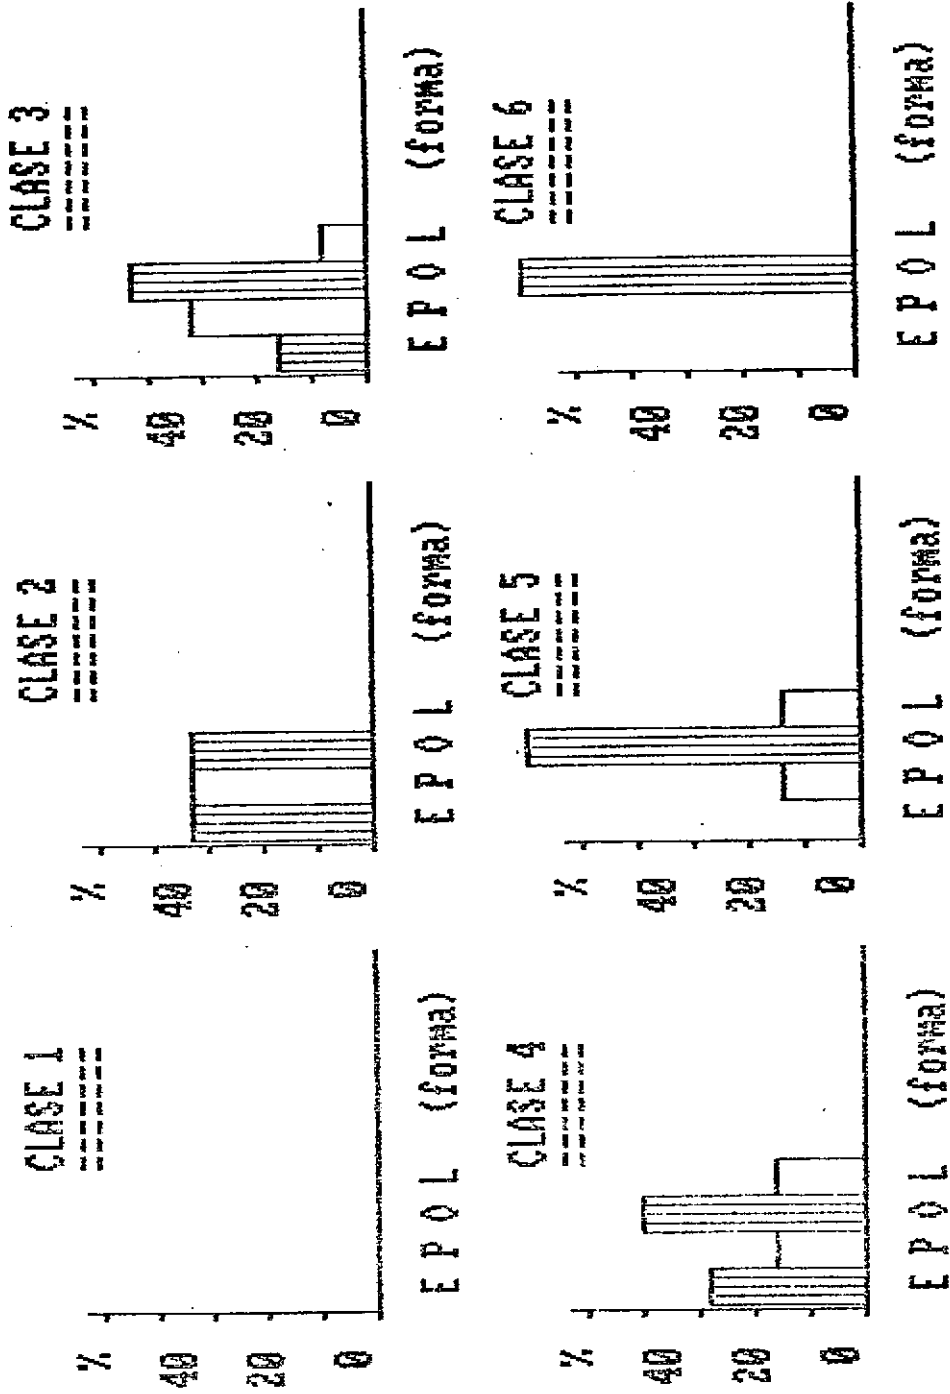 CLASE 1
======
%
40
20
0
E P O L (forma)
CLASE 2
======
%
40
20
0
E P O L (forma)
CLASE 3
======
%
40
20
0
E P O L (forma)
CLASE 4
======
%
40
20
0
E P O L (forma)
CLASE 5
======
%
40
20
0
E P O L (forma)
CLASE 6
======
%
40
20
0
E P O L (forma)